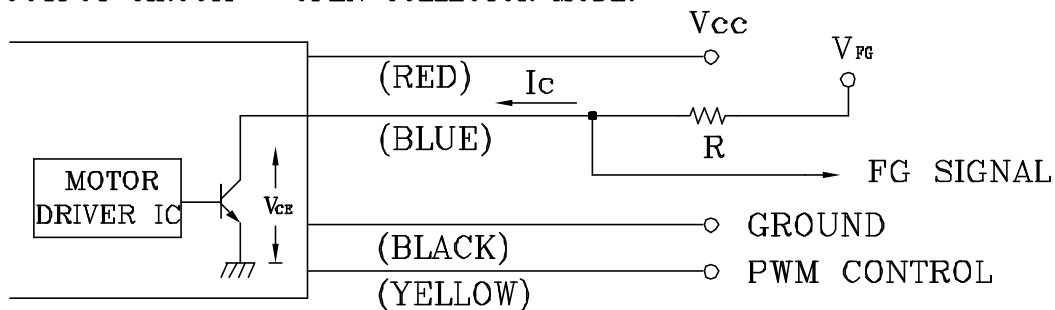 Vcc
V FG
(RED)
Ic
(BLUE)
R
FG SIGNAL
MOTOR
DRIVER IC
VCE
GROUND
(BLACK)
PWM CONTROL
(YELLOW)